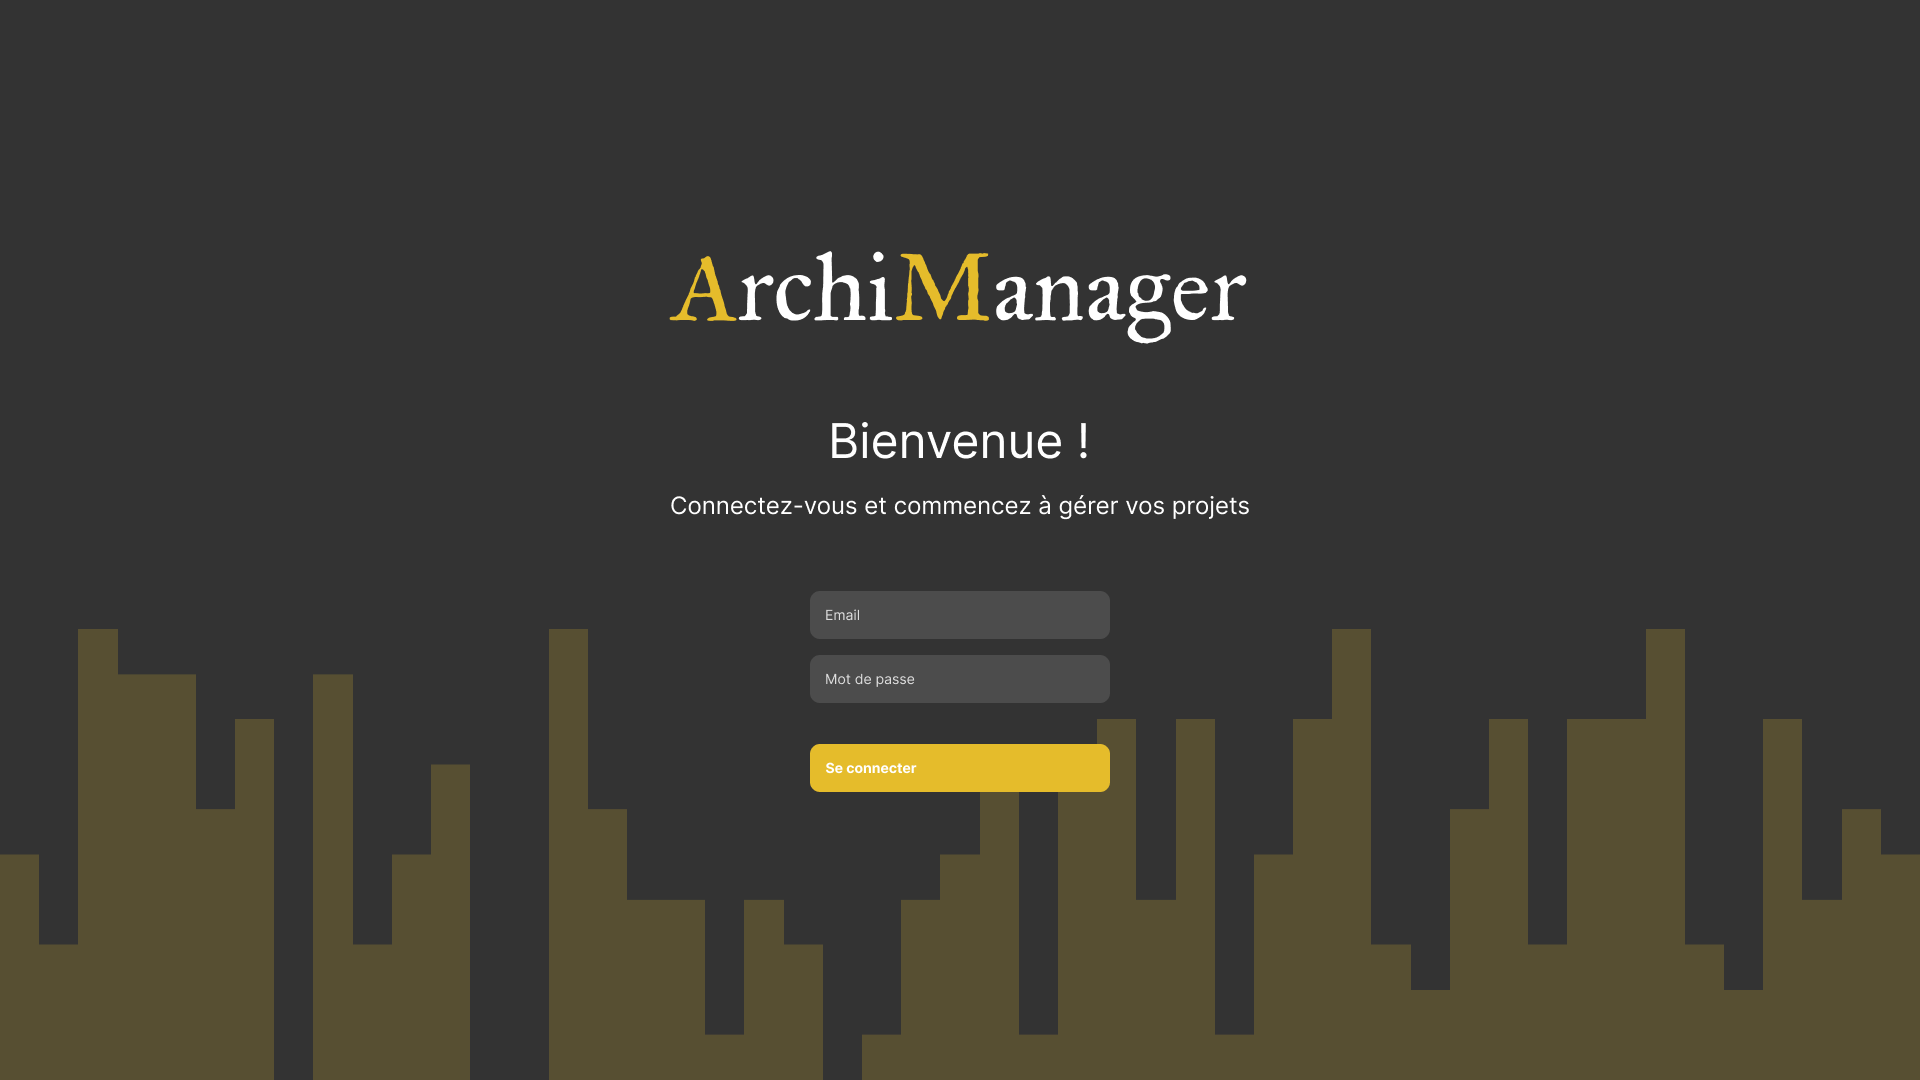 ArchiManager
Bienvenue !
Connectez-vous et commencez à gérer vos projets
Email
Mot de passe
Se connecter